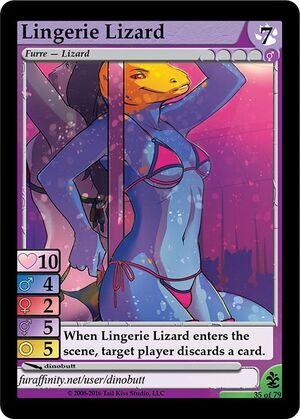 Lingerie Lizard
7
Furre — Lizard
10
4
2
5
5
When Lingerie Lizard enters the
scene, target player discards a card.
dinobutt
furaffinity.net/user/dinobutt
© 2008-2016 Tail Kiss Studio, LLC
35 of 79